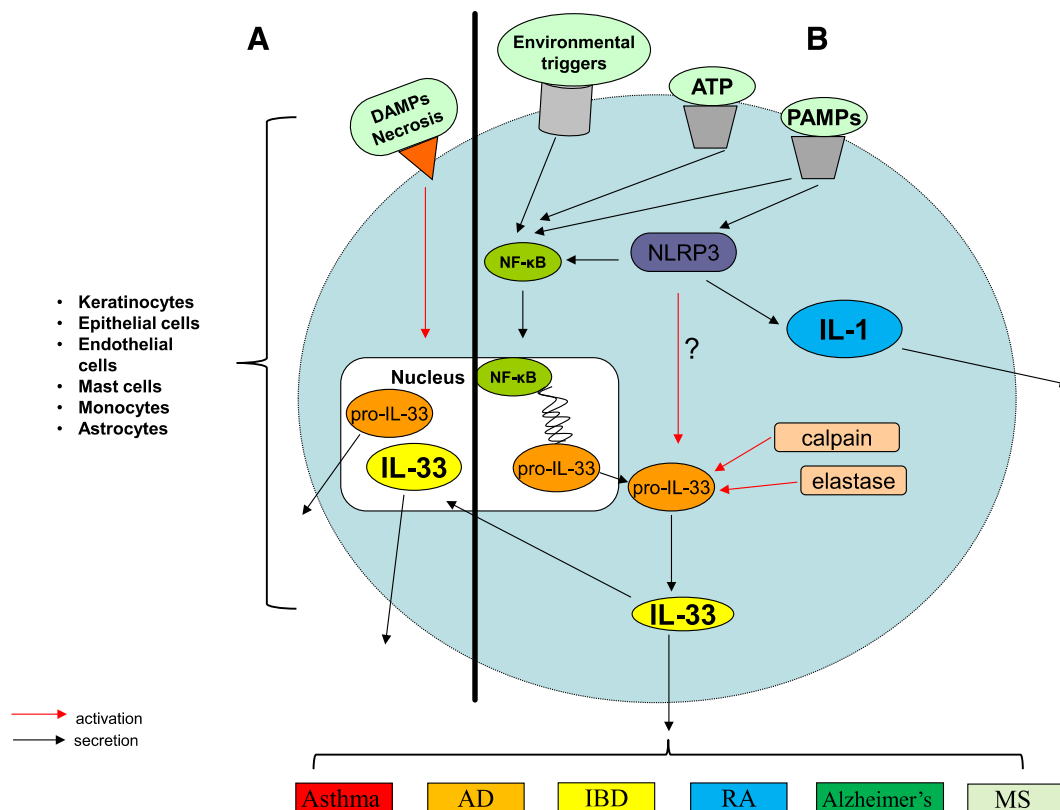 A
B
Environmental
triggers
ATP
PAMPs
DAMPs
Necrosis
NF-κB
NLRP3
• Keratinocytes
• Epithelial cells
• Endothelial
cells
• Mast cells
• Monocytes
• Astrocytes
IL-1
?
Nucleus
NF-κB
pro-IL-33
IL-33
pro-IL-33
pro-IL-33
calpain
elastase
IL-33
activation
secretion
Asthma
AD
IBD
RA
Alzheimer's
MS